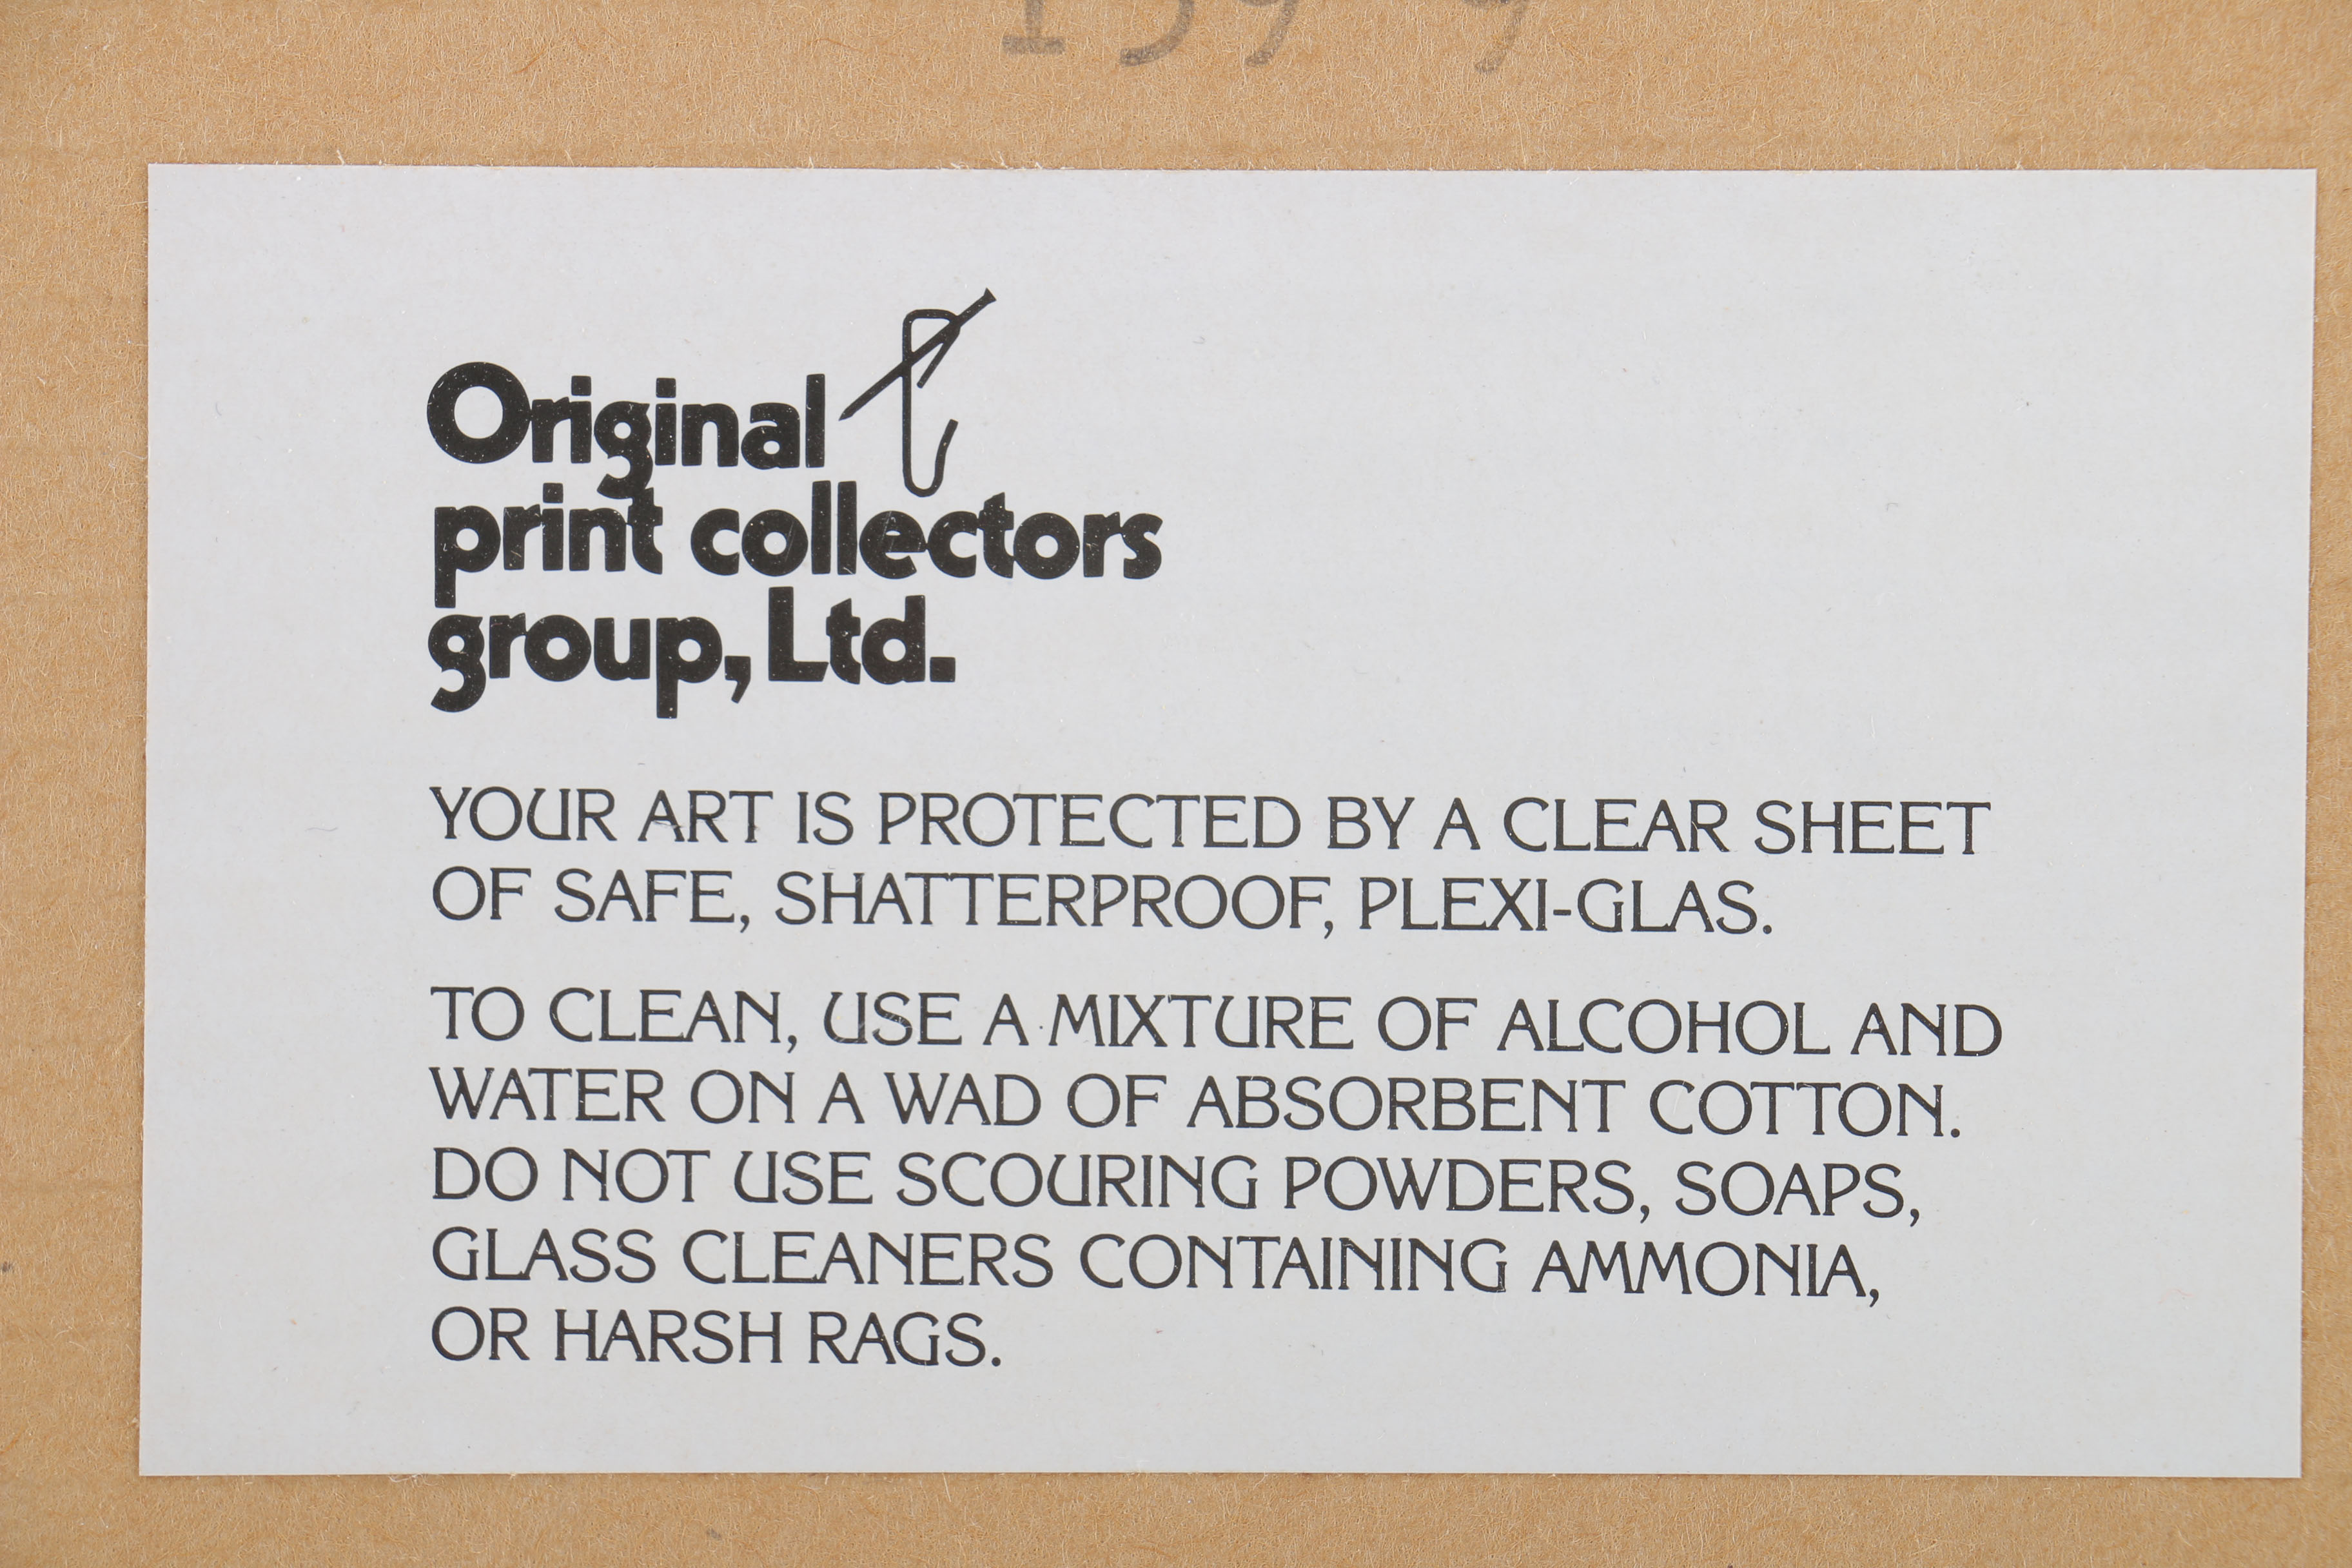 Original
print collectors
group, Ltd.
YOUR ART IS PROTECTED BY A CLEAR SHEET
OF SAFE, SHATTERPROOF, PLEXI-GLAS.
TO CLEAN, USE A MIXTURE OF ALCOHOL AND
WATER ON A WAD OF ABSORBENT COTTON.
DO NOT USE SCOURING POWDERS, SOAPS,
GLASS CLEANERS CONTAINING AMMONIA,
OR HARSH RAGS.